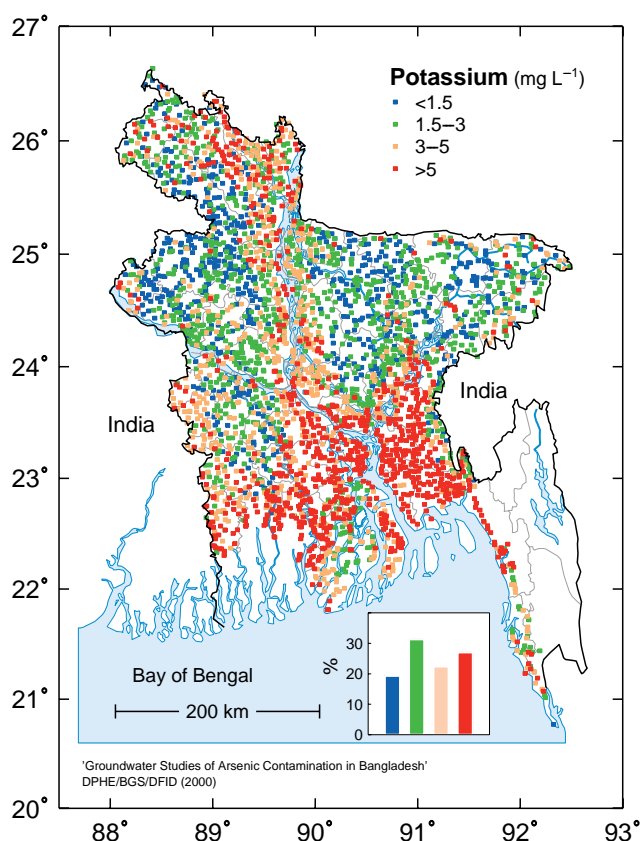 27°
26°
25°
24°
23°
22°
21°
20°
Potassium (mg L⁻¹)
<1.5
1.5–3
3–5
>5
India
India
Bay of Bengal
200 km
%
30
20
10
0
'Groundwater Studies of Arsenic Contamination in Bangladesh'
DPHE/BGS/DFID (2000)
88° 89° 90° 91° 92° 93°